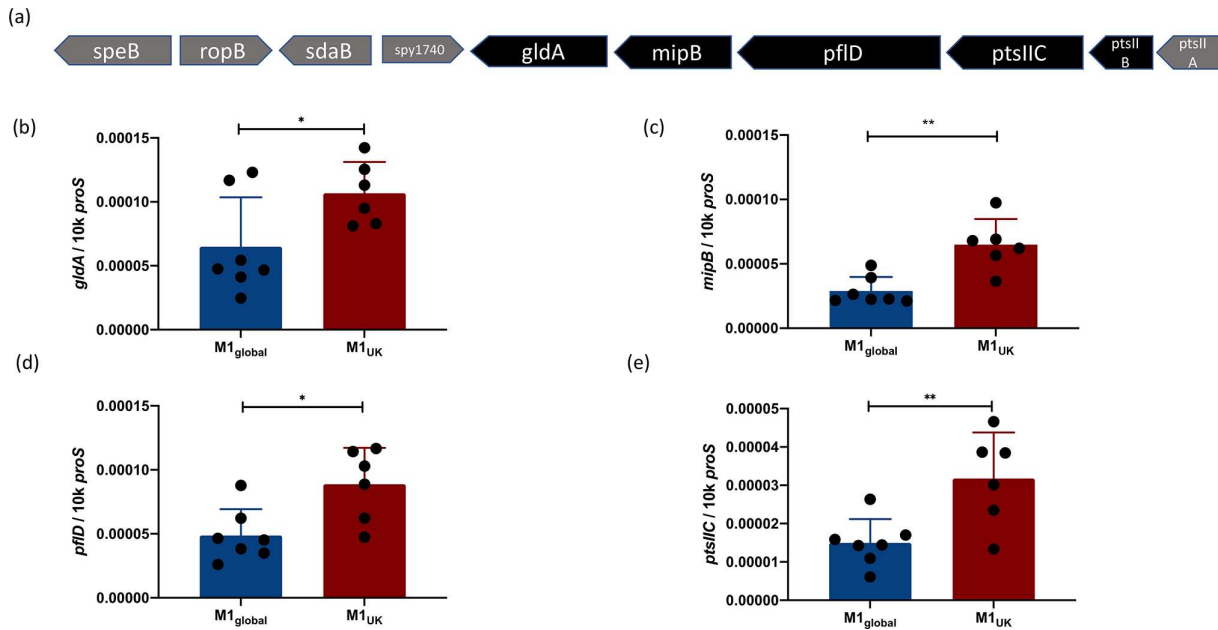 (a)
speB ropB sdaB spy1740 gldA mipB pflD ptsIIC ptsII B ptsII A
(b)
gldA / 10k proS
0.00015
0.00010
0.00005
0.00000
*
M1global M1UK
(c)
mipB / 10k proS
0.00015
0.00010
0.00005
0.00000
**
M1global M1UK
(d)
pflD / 10k proS
0.00015
0.00010
0.00005
0.00000
*
M1global M1UK
(e)
ptsIIC / 10k proS
0.00005
0.00004
0.00003
0.00002
0.00001
0.00000
**
M1global M1UK